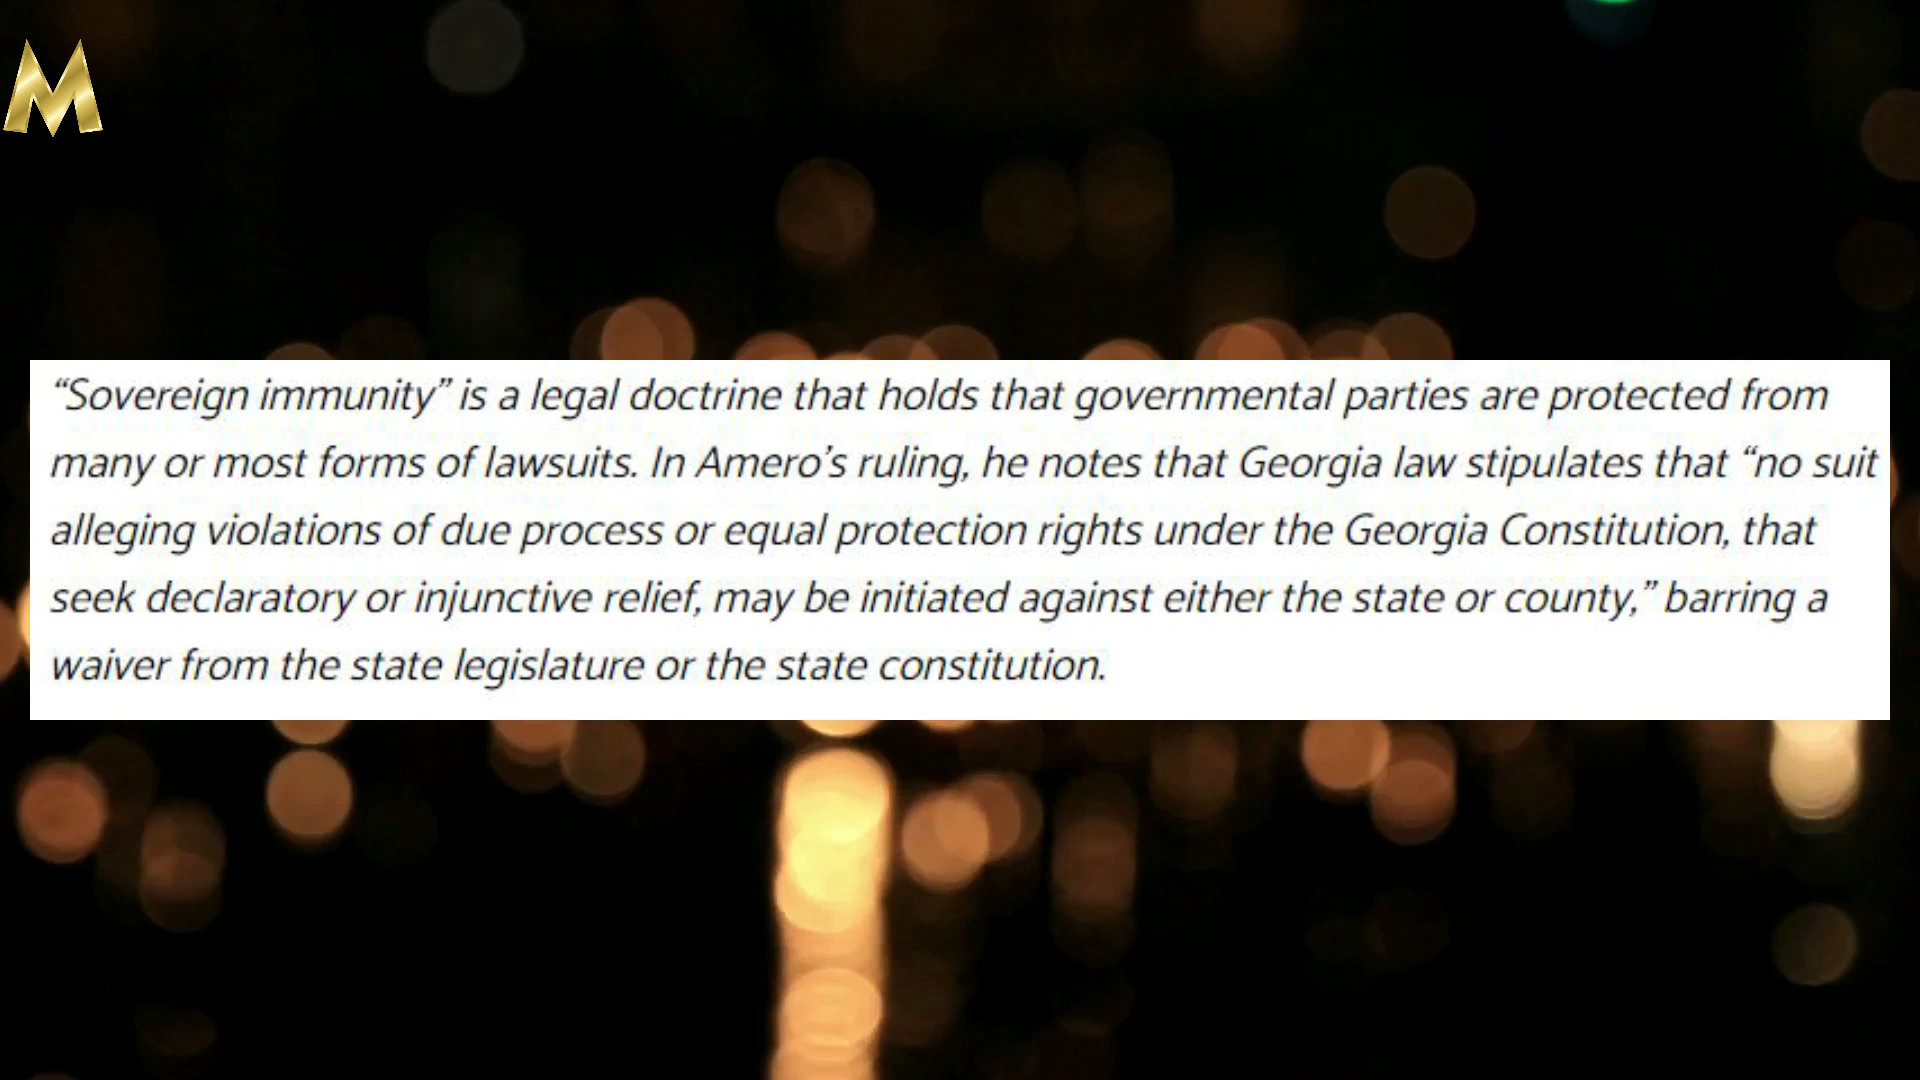 M
“Sovereign immunity” is a legal doctrine that holds that governmental parties are protected from
many or most forms of lawsuits. In Amero’s ruling, he notes that Georgia law stipulates that “no suit
alleging violations of due process or equal protection rights under the Georgia Constitution, that
seek declaratory or injunctive relief, may be initiated against either the state or county,” barring a
waiver from the state legislature or the state constitution.